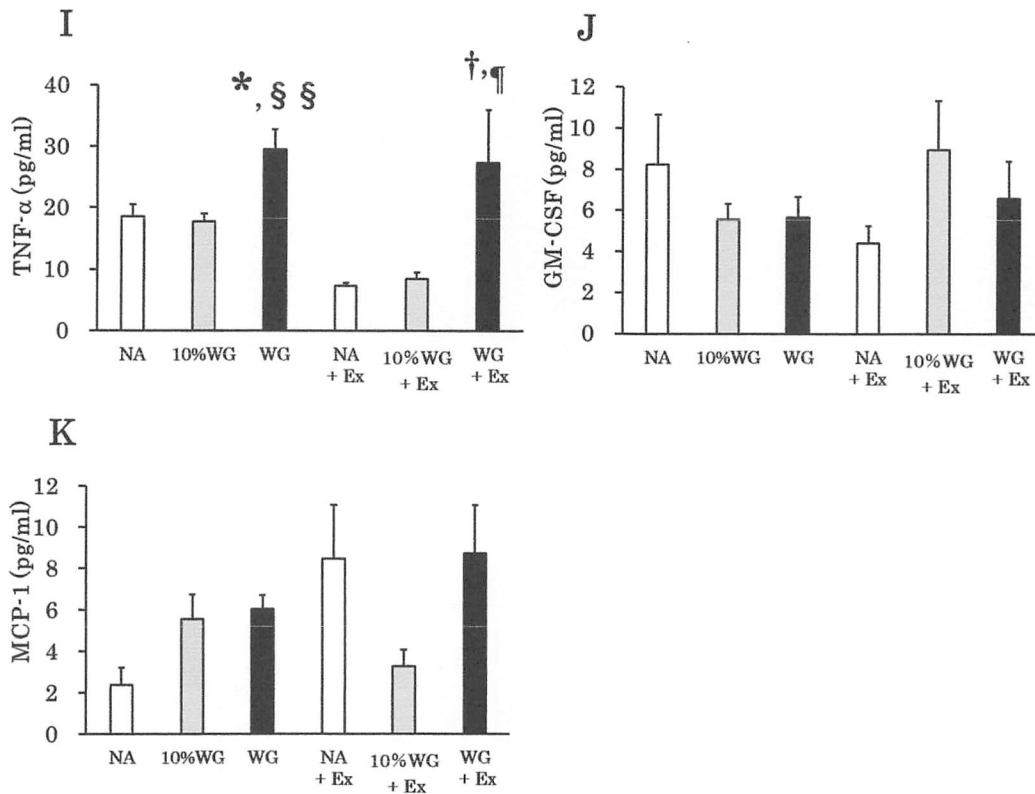 I
TNF-α (pg/ml)
40
30
20
10
0
*, § §
†, ¶
NA
10%WG
WG
NA
+ Ex
10%WG
+ Ex
WG
+ Ex
J
GM-CSF (pg/ml)
12
10
8
6
4
2
0
NA
10%WG
WG
NA
+ Ex
10%WG
+ Ex
WG
+ Ex
K
MCP-1 (pg/ml)
12
10
8
6
4
2
0
NA
10%WG
WG
NA
+ Ex
10%WG
+ Ex
WG
+ Ex